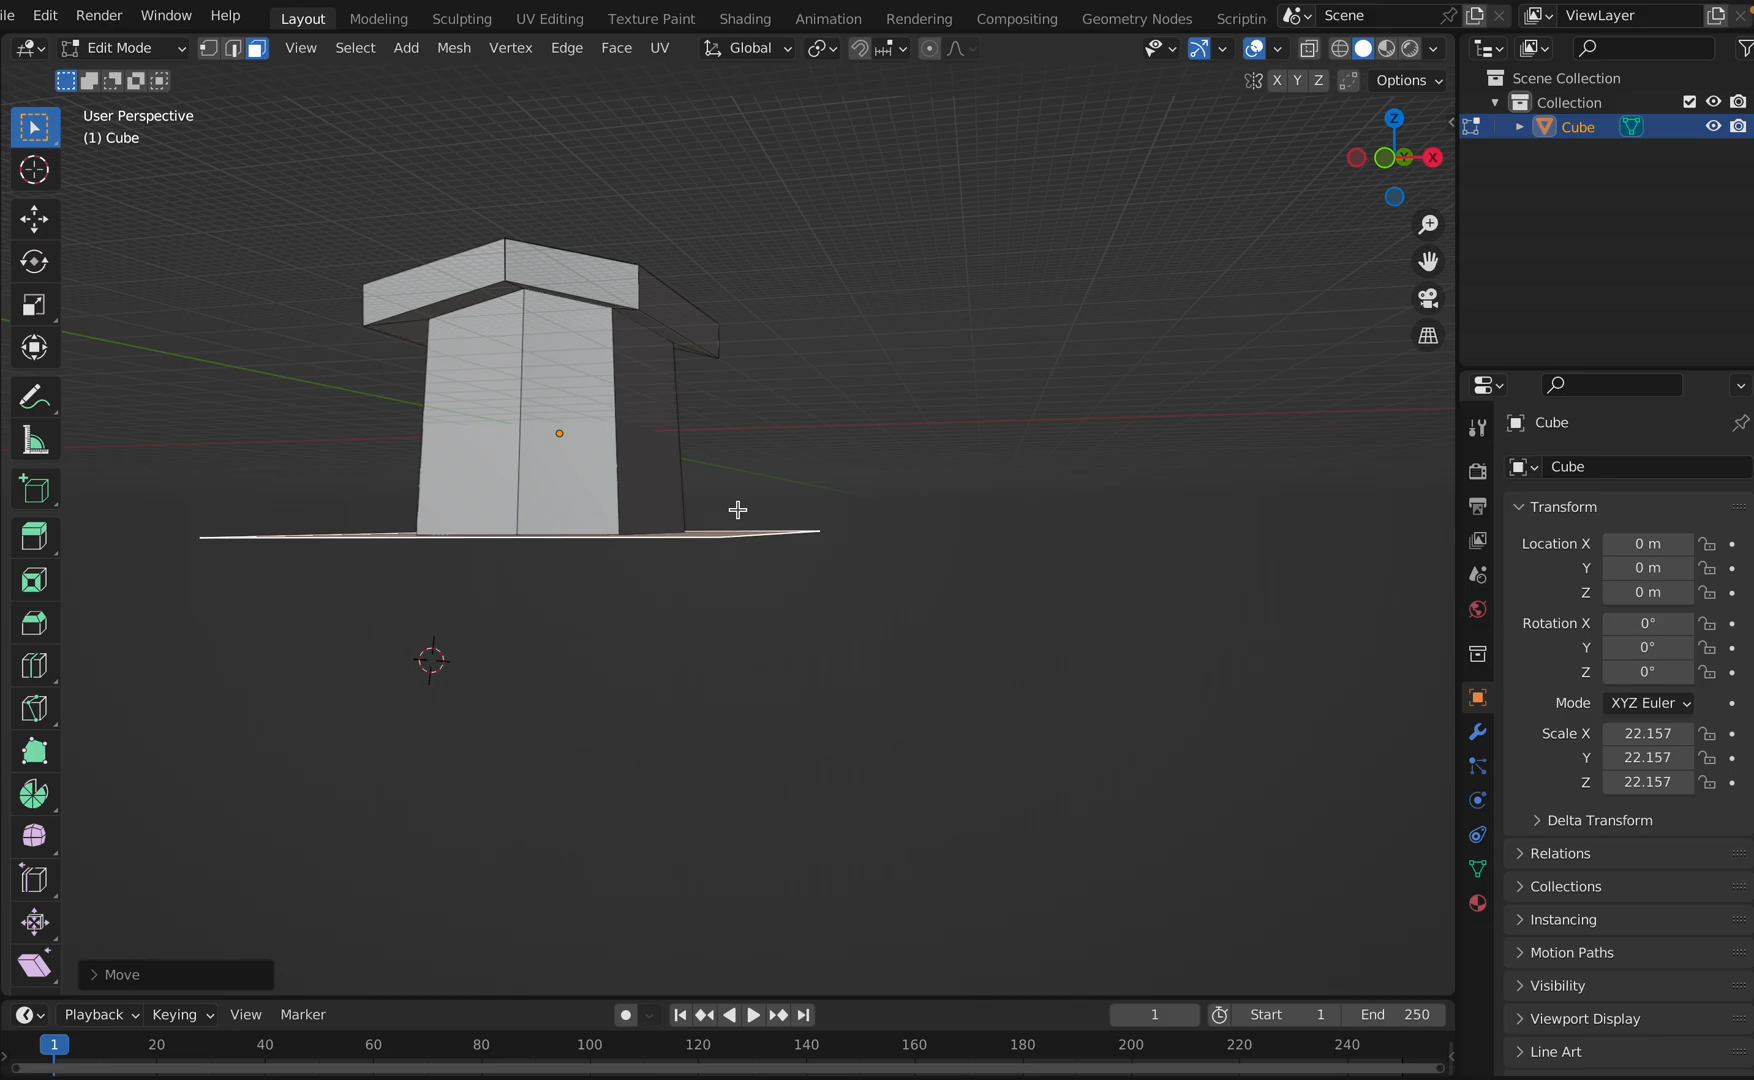 le Edit Render Window Help Layout Modeling Sculpting UV Editing Texture Paint Shading Animation Rendering Compositing Geometry Nodes Scriptin Scene ViewLayer
Edit Mode View Select Add Mesh Vertex Edge Face UV Global
X Y Z Options
User Perspective
(1) Cube
Z
Y X
Scene Collection
Collection
Cube
Cube
Cube
Transform
Location X 0 m
Y 0 m
Z 0 m
Rotation X 0°
Y 0°
Z 0°
Mode XYZ Euler
Scale X 22.157
Y 22.157
Z 22.157
Delta Transform
Relations
Collections
Instancing
Motion Paths
Visibility
Viewport Display
Line Art
Move
Playback Keying View Marker 1 Start 1 End 250
1 20 40 60 80 100 120 140 160 180 200 220 240